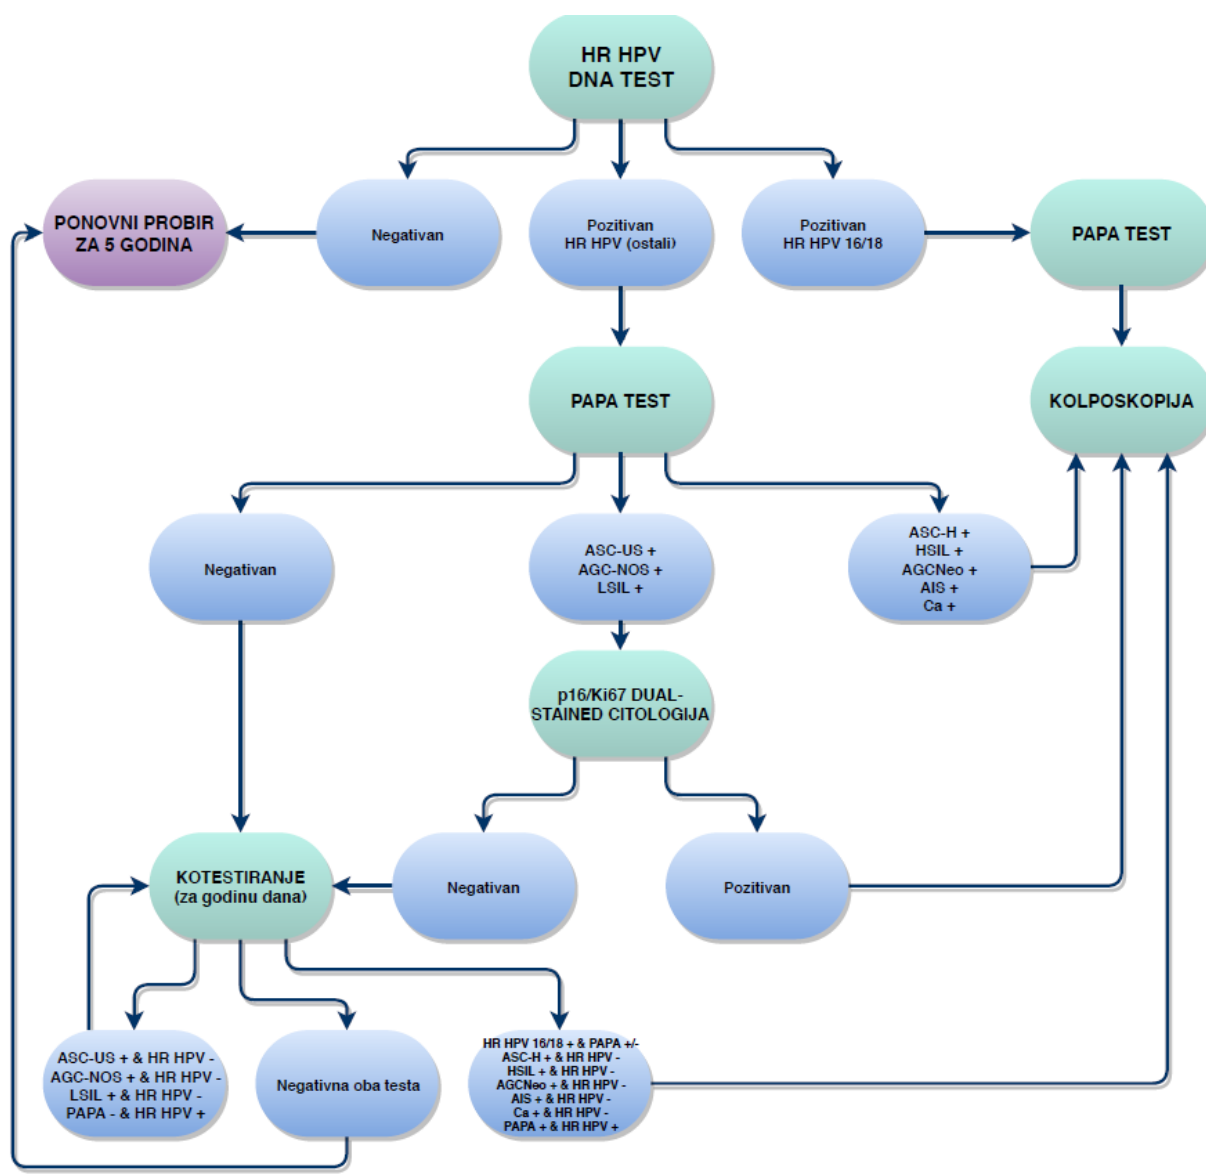 HR HPV
DNA TEST
PONOVNI PROBIR
ZA 5 GODINA
Negativan
Pozitivan
HR HPV (ostali)
Pozitivan
HR HPV 16/18
PAPA TEST
PAPA TEST
KOLPOSKOPIJA
Negativan
ASC-US +
AGC-NOS +
LSIL +
ASC-H +
HSIL +
AGCNeo +
AIS +
Ca +
p16/Ki67 DUAL-
STAINED CITOLOGIJA
KOTESTIRANJE
(za godinu dana)
Negativan
Pozitivan
ASC-US + & HR HPV -
AGC-NOS + & HR HPV -
LSIL + & HR HPV -
PAPA - & HR HPV +
Negativna oba testa
HR HPV 16/18 + & PAPA +/-
ASC-H + & HR HPV -
HSIL + & HR HPV -
AGCNeo + & HR HPV -
AIS + & HR HPV -
Ca + & HR HPV -
PAPA + & HR HPV +